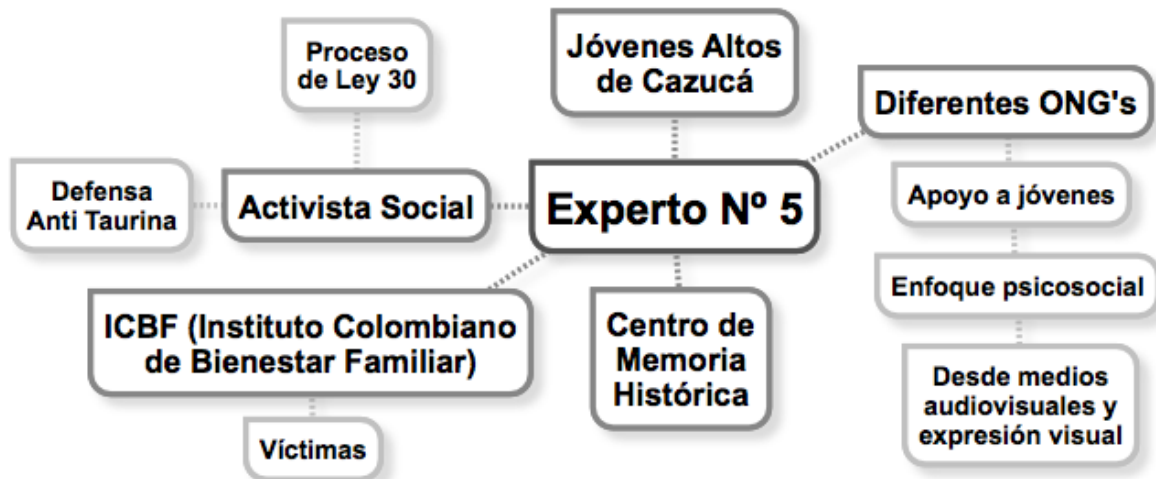 Proceso
de Ley 30
Jóvenes Altos
de Cazucá
Diferentes ONG's
Defensa
Anti Taurina
Activista Social
Experto Nº 5
Apoyo a jóvenes
Enfoque psicosocial
ICBF (Instituto Colombiano
de Bienestar Familiar)
Centro de
Memoria
Histórica
Desde medios
audiovisuales y
expresión visual
Víctimas